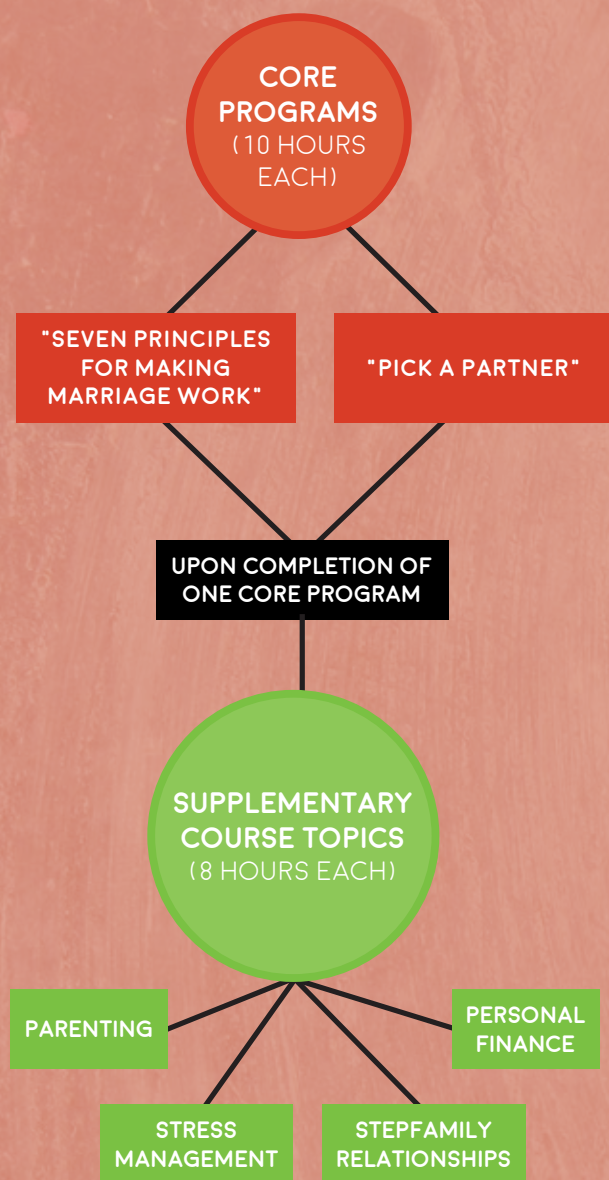 CORE
PROGRAMS
(10 HOURS
EACH)
"SEVEN PRINCIPLES
FOR MAKING
MARRIAGE WORK"
"PICK A PARTNER"
UPON COMPLETION OF
ONE CORE PROGRAM
SUPPLEMENTARY
COURSE TOPICS
(8 HOURS EACH)
PARENTING
PERSONAL
FINANCE
STRESS
MANAGEMENT
STEPFAMILY
RELATIONSHIPS